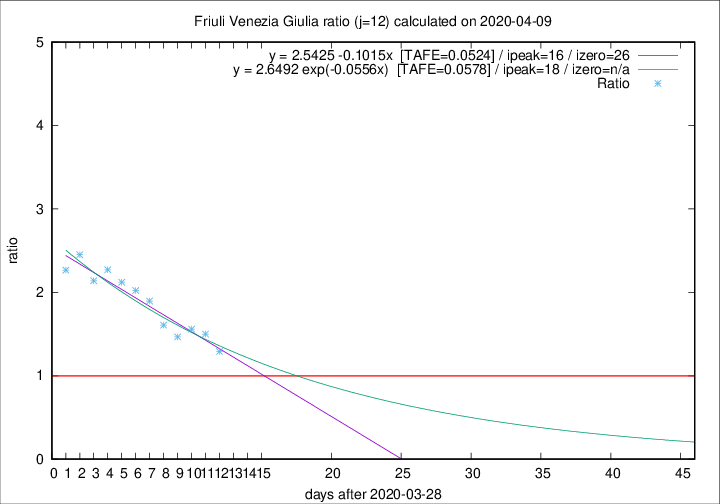 Friuli Venezia Giulia ratio (j=12) calculated on 2020-04-09
y = 2.5425 -0.1015x [TAFE=0.0524] / ipeak=16 / izero=26
y = 2.6492 exp(-0.0556x) [TAFE=0.0578] / ipeak=18 / izero=n/a
Ratio
5
4
3
2
1
0
ratio
0 1 2 3 4 5 6 7 8 9 10 11 12 13 14 15 20 25 30 35 40 45
days after 2020-03-28